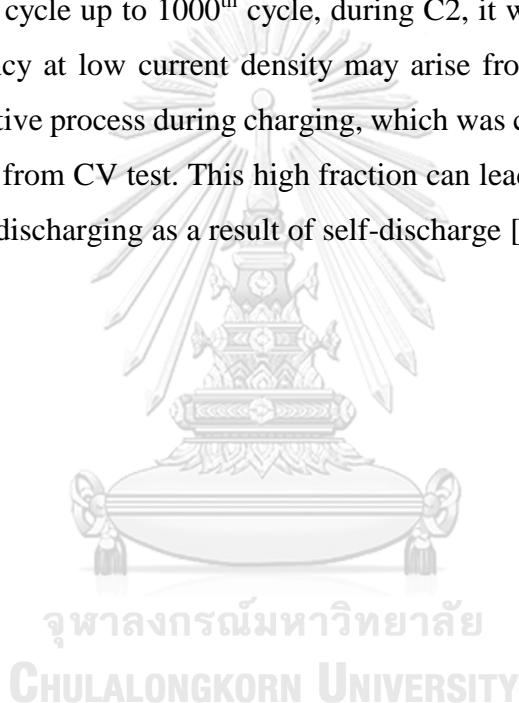 cycle up to 1000th cycle, during C2, it w
ncy at low current density may arise fro
tive process during charging, which was c
from CV test. This high fraction can lead
discharging as a result of self-discharge [
จุฬาลงกรณ์มหาวิทยาลัย
CHULALONGKORN UNIVERSITY